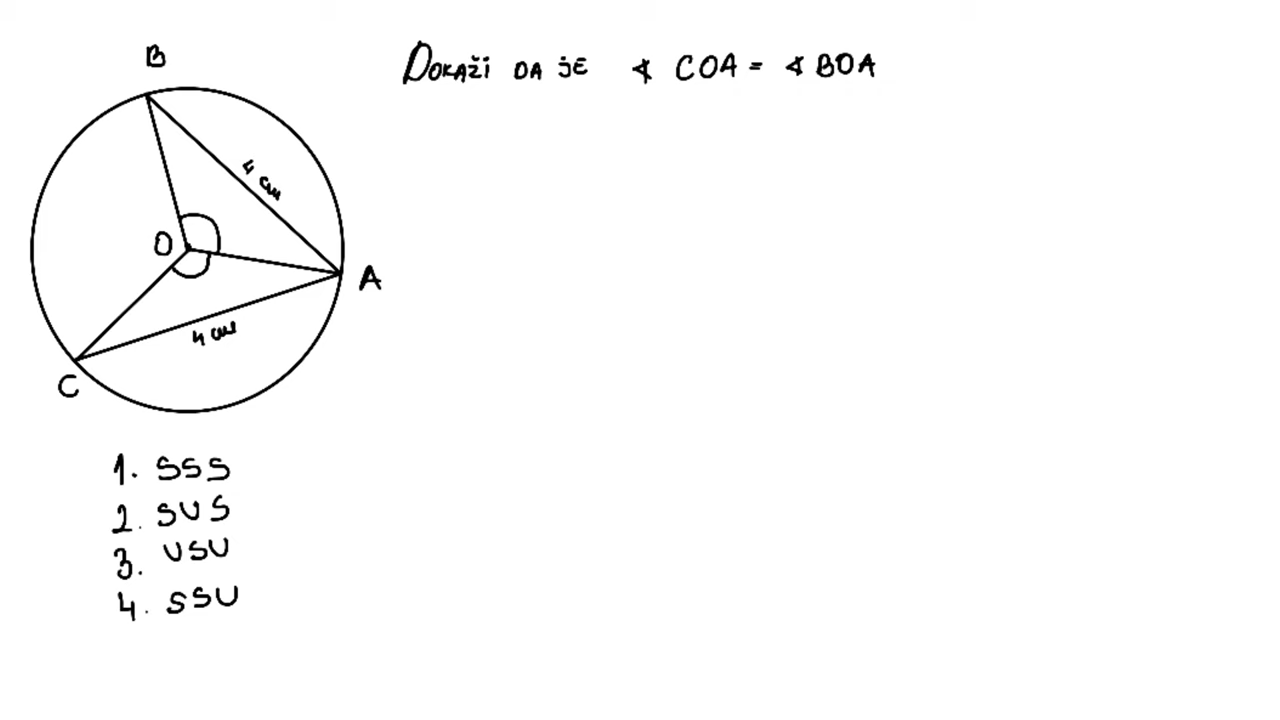 B
DOKAŽI DA JE ∢ COA = ∢ BOA
4 cm
O
A
4 cm
C
1. SSS
2. SUS
3. USU
4. SSU